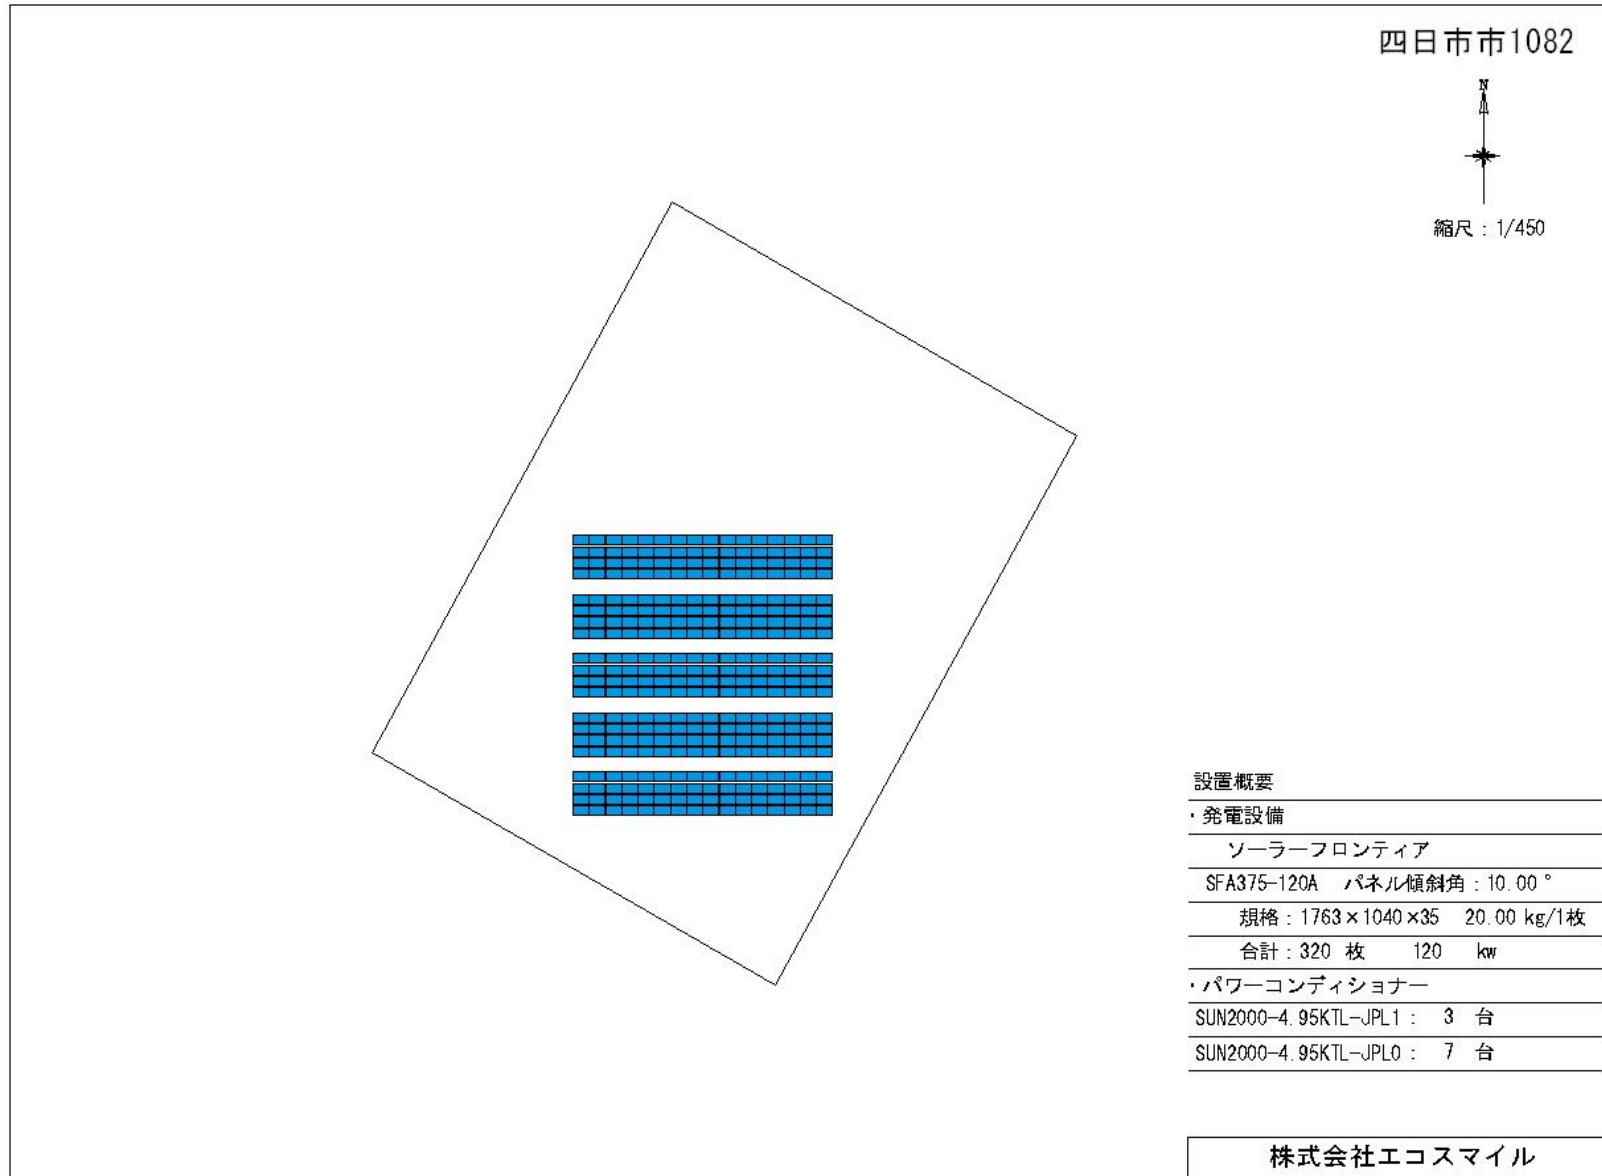 四日市市1082
N
縮尺：1/450
設置概要
・発電設備
ソーラーフロンティア
SFA375-120A パネル傾斜角：10.00°
規格：1763×1040×35 20.00 kg/1枚
合計：320 枚 120 kw
・パワーコンディショナー
SUN2000-4.95KTL-JPL1： 3 台
SUN2000-4.95KTL-JPL0： 7 台
株式会社エコスマイル